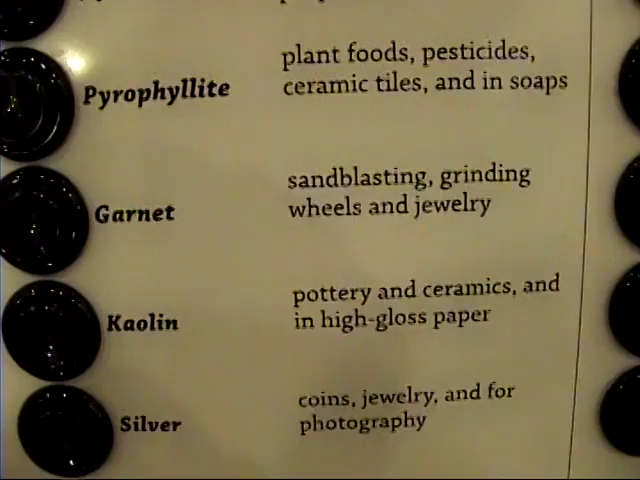 plant foods, pesticides,
Pyrophyllite ceramic tiles, and in soaps
sandblasting, grinding
Garnet wheels and jewelry
pottery and ceramics, and
Kaolin in high-gloss paper
coins, jewelry, and for
Silver photography